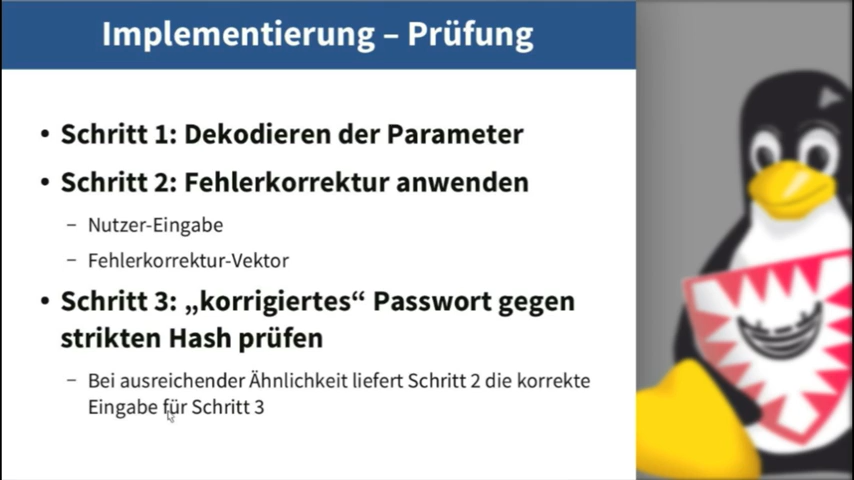 Implementierung – Prüfung
• Schritt 1: Dekodieren der Parameter
• Schritt 2: Fehlerkorrektur anwenden
– Nutzer-Eingabe
– Fehlerkorrektur-Vektor
• Schritt 3: „korrigiertes“ Passwort gegen
strikten Hash prüfen
– Bei ausreichender Ähnlichkeit liefert Schritt 2 die korrekte
Eingabe für Schritt 3